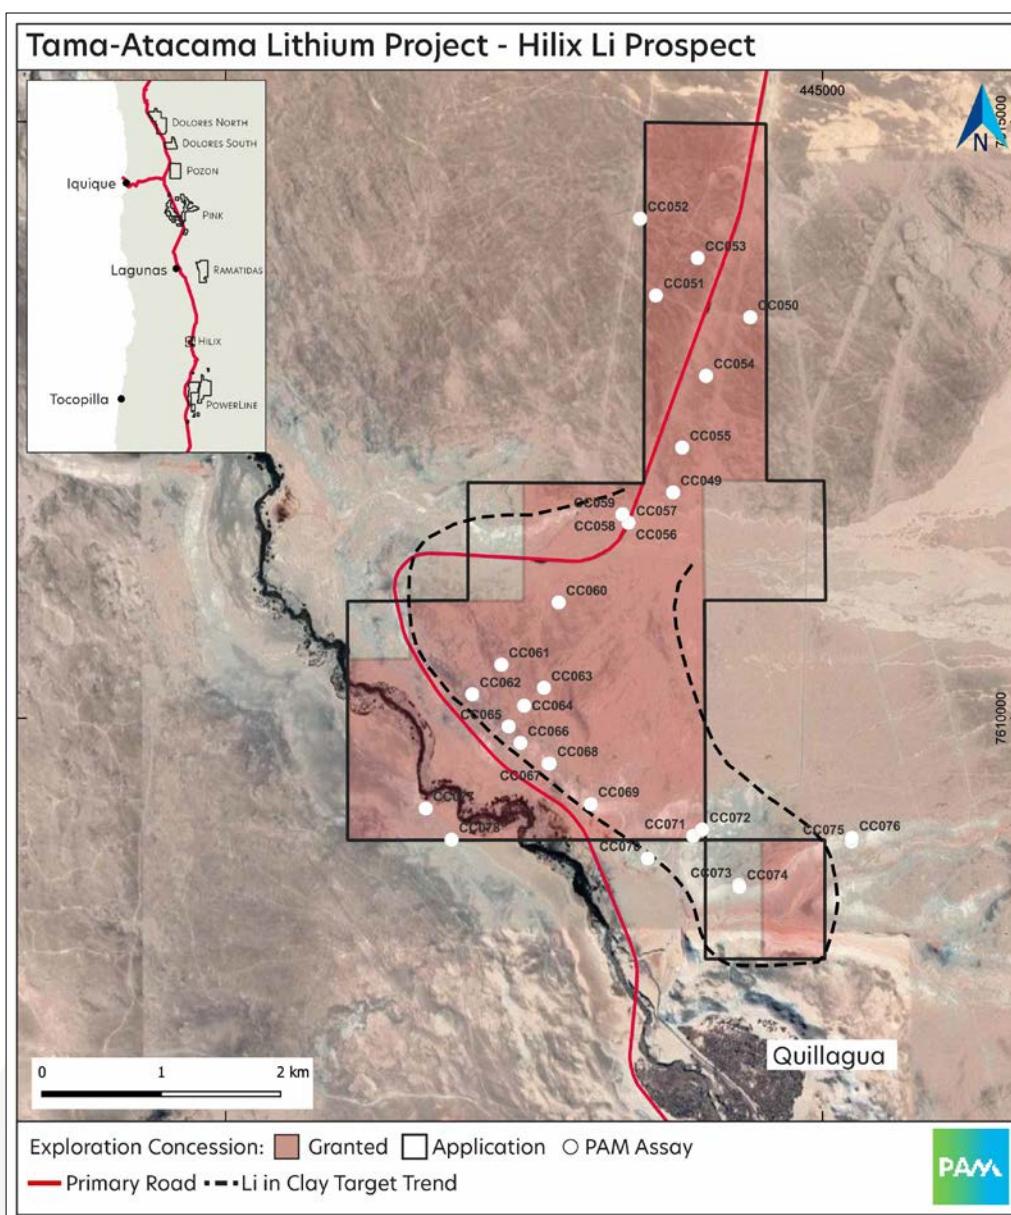 Tama-Atacama Lithium Project - Hilix Li Prospect
445000
7615000
N
DOLORES NORTH
DOLORES SOUTH
POZON
Iquique
PINK
Lagunas
RAMATIDAS
HILIX
Tocopilla
POWERLINE
CC052
CC053
CC051
CC050
CC054
CC055
CC049
CC059
CC057
CC058
CC056
CC060
CC061
CC062
CC063
CC064
CC065
CC066
CC067
CC068
CC069
7610000
CC077
CC078
CC071
CC072
CC070
CC075
CC076
CC073
CC074
Quillagua
0 1 2 km
Exploration Concession: Granted Application PAM Assay
Primary Road Li in Clay Target Trend
PAM